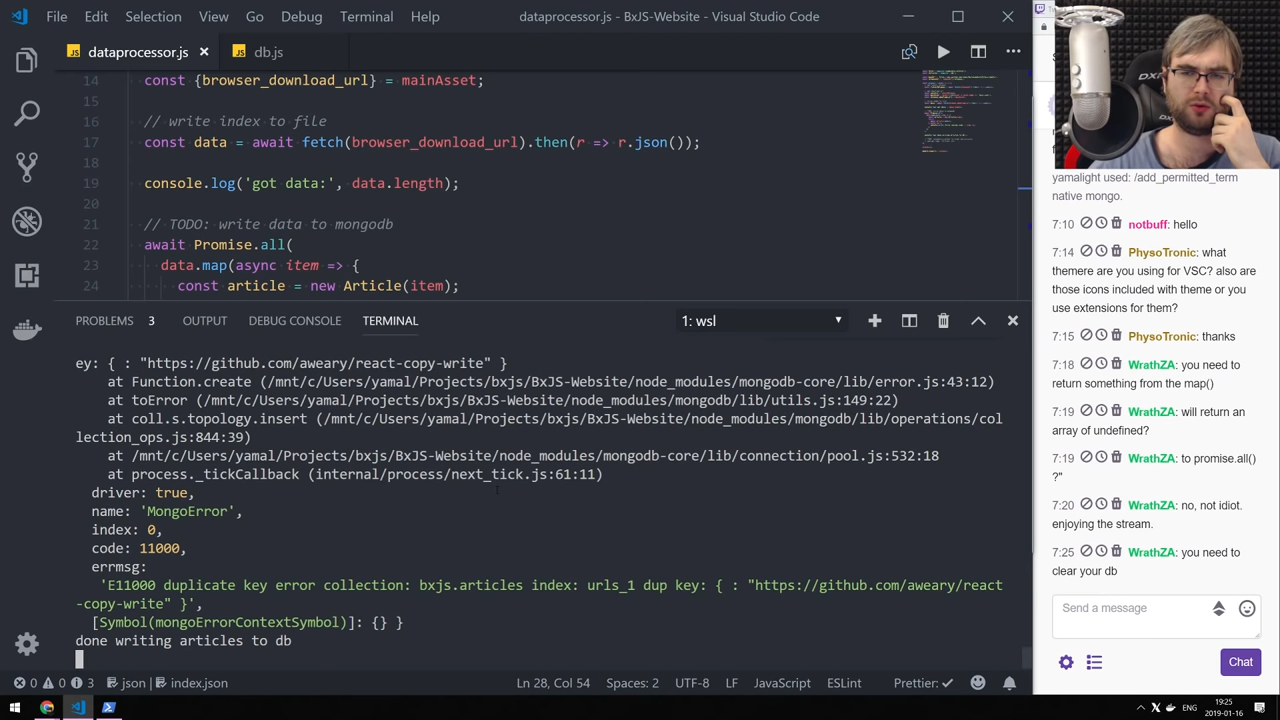 File Edit Selection View Go Debug Terminal Help dataprocessor.js - BxJS-Website - Visual Studio Code
JS dataprocessor.js JS db.js
14 const {browser_download_url} = mainAsset;
15
16 // write index to file
17 const data = await fetch(browser_download_url).then(r => r.json());
18
19 console.log('got data:', data.length);
20
21 // TODO: write data to mongodb
22 await Promise.all(
23 data.map(async item => {
24 const article = new Article(item);
PROBLEMS 3 OUTPUT DEBUG CONSOLE TERMINAL 1: wsl
ey: { : "https://github.com/aweary/react-copy-write" }
at Function.create (/mnt/c/Users/yamal/Projects/bxjs/BxJS-Website/node_modules/mongodb-core/lib/error.js:43:12)
at toError (/mnt/c/Users/yamal/Projects/bxjs/BxJS-Website/node_modules/mongodb/lib/utils.js:149:22)
at coll.s.topology.insert (/mnt/c/Users/yamal/Projects/bxjs/BxJS-Website/node_modules/mongodb/lib/operations/col
lection_ops.js:844:39)
at /mnt/c/Users/yamal/Projects/bxjs/BxJS-Website/node_modules/mongodb-core/lib/connection/pool.js:532:18
at process._tickCallback (internal/process/next_tick.js:61:11)
driver: true,
name: 'MongoError',
index: 0,
code: 11000,
errmsg:
'E11000 duplicate key error collection: bxjs.articles index: urls_1 dup key: { : "https://github.com/aweary/react
-copy-write" }',
[Symbol(mongoErrorContextSymbol)]: {} }
done writing articles to db
0 0 3 json index.json Ln 28, Col 54 Spaces: 2 UTF-8 LF JavaScript ESLint Prettier: ✓
yamalight used: /add_permitted_term
native mongo.
7:10 notbuff: hello
7:14 PhysoTronic: what
themere are you using for VSC? also are
those icons included with theme or you
use extensions for them?
7:15 PhysoTronic: thanks
7:18 WrathZA: you need to
return something from the map()
7:19 WrathZA: will return an
array of undefined?
7:19 WrathZA: to promise.all()
?"
7:20 WrathZA: no, not idiot.
enjoying the stream.
7:25 WrathZA: you need to
clear your db
Send a message
Chat
ENG 19:25
2019-01-16